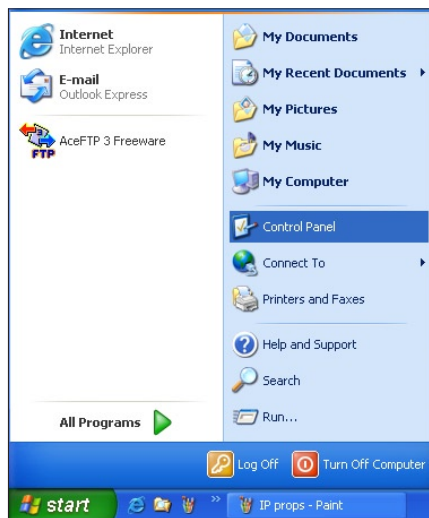 Internet
Internet Explorer
E-mail
Outlook Express
FTP
AceFTP 3 Freeware
All Programs
My Documents
My Recent Documents
My Pictures
My Music
My Computer
Control Panel
Connect To
Printers and Faxes
Help and Support
Search
Run...
Log Off
Turn Off Computer
start
IP props - Paint